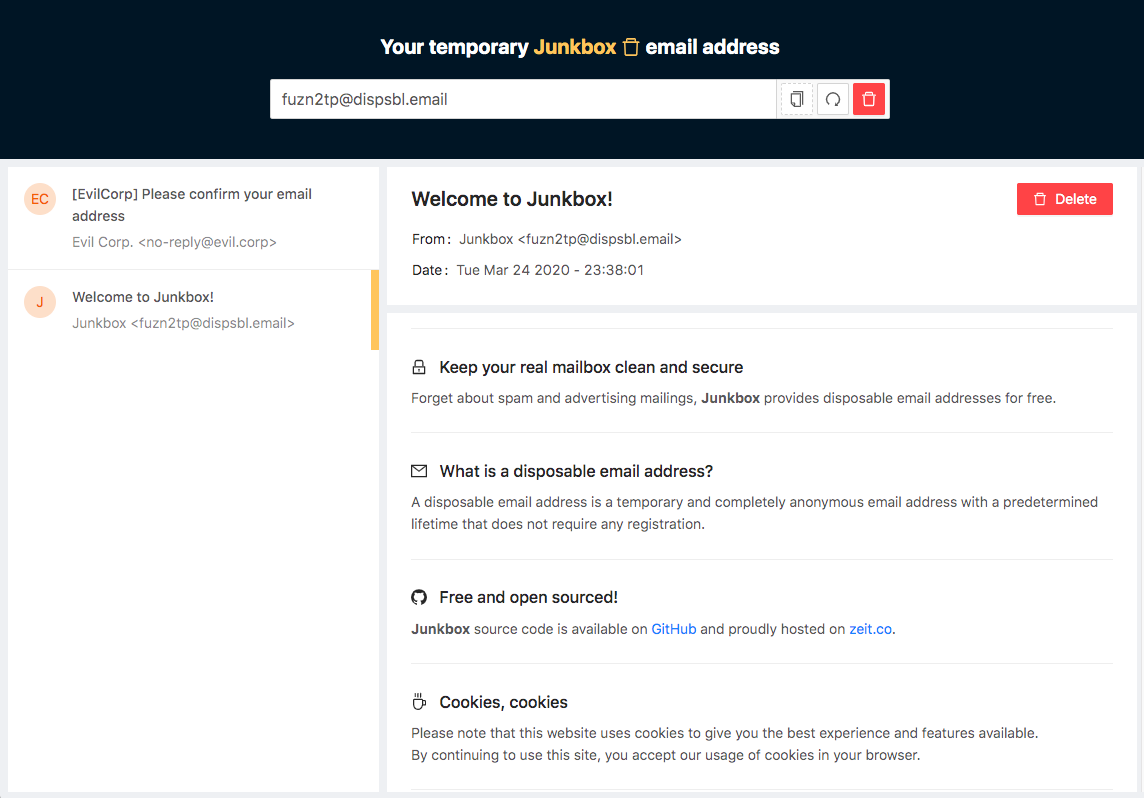 Your temporary Junkbox email address
fuzn2tp@dispsbl.email
EC
[EvilCorp] Please confirm your email
address
Evil Corp. <no-reply@evil.corp>
J
Welcome to Junkbox!
Junkbox <fuzn2tp@dispsbl.email>
Welcome to Junkbox!
Delete
From: Junkbox <fuzn2tp@dispsbl.email>
Date: Tue Mar 24 2020 - 23:38:01
Keep your real mailbox clean and secure
Forget about spam and advertising mailings, Junkbox provides disposable email addresses for free.
What is a disposable email address?
A disposable email address is a temporary and completely anonymous email address with a predetermined
lifetime that does not require any registration.
Free and open sourced!
Junkbox source code is available on GitHub and proudly hosted on zeit.co.
Cookies, cookies
Please note that this website uses cookies to give you the best experience and features available.
By continuing to use this site, you accept our usage of cookies in your browser.